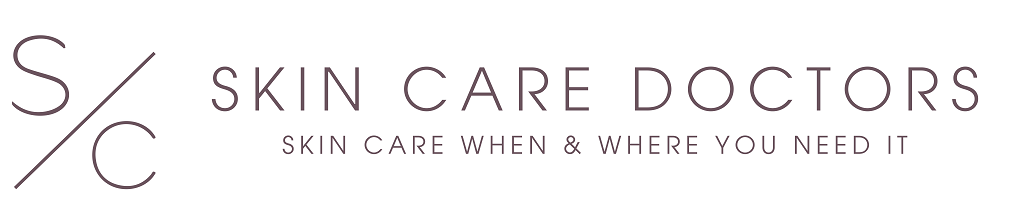 S/C
SKIN CARE DOCTORS
SKIN CARE WHEN & WHERE YOU NEED IT